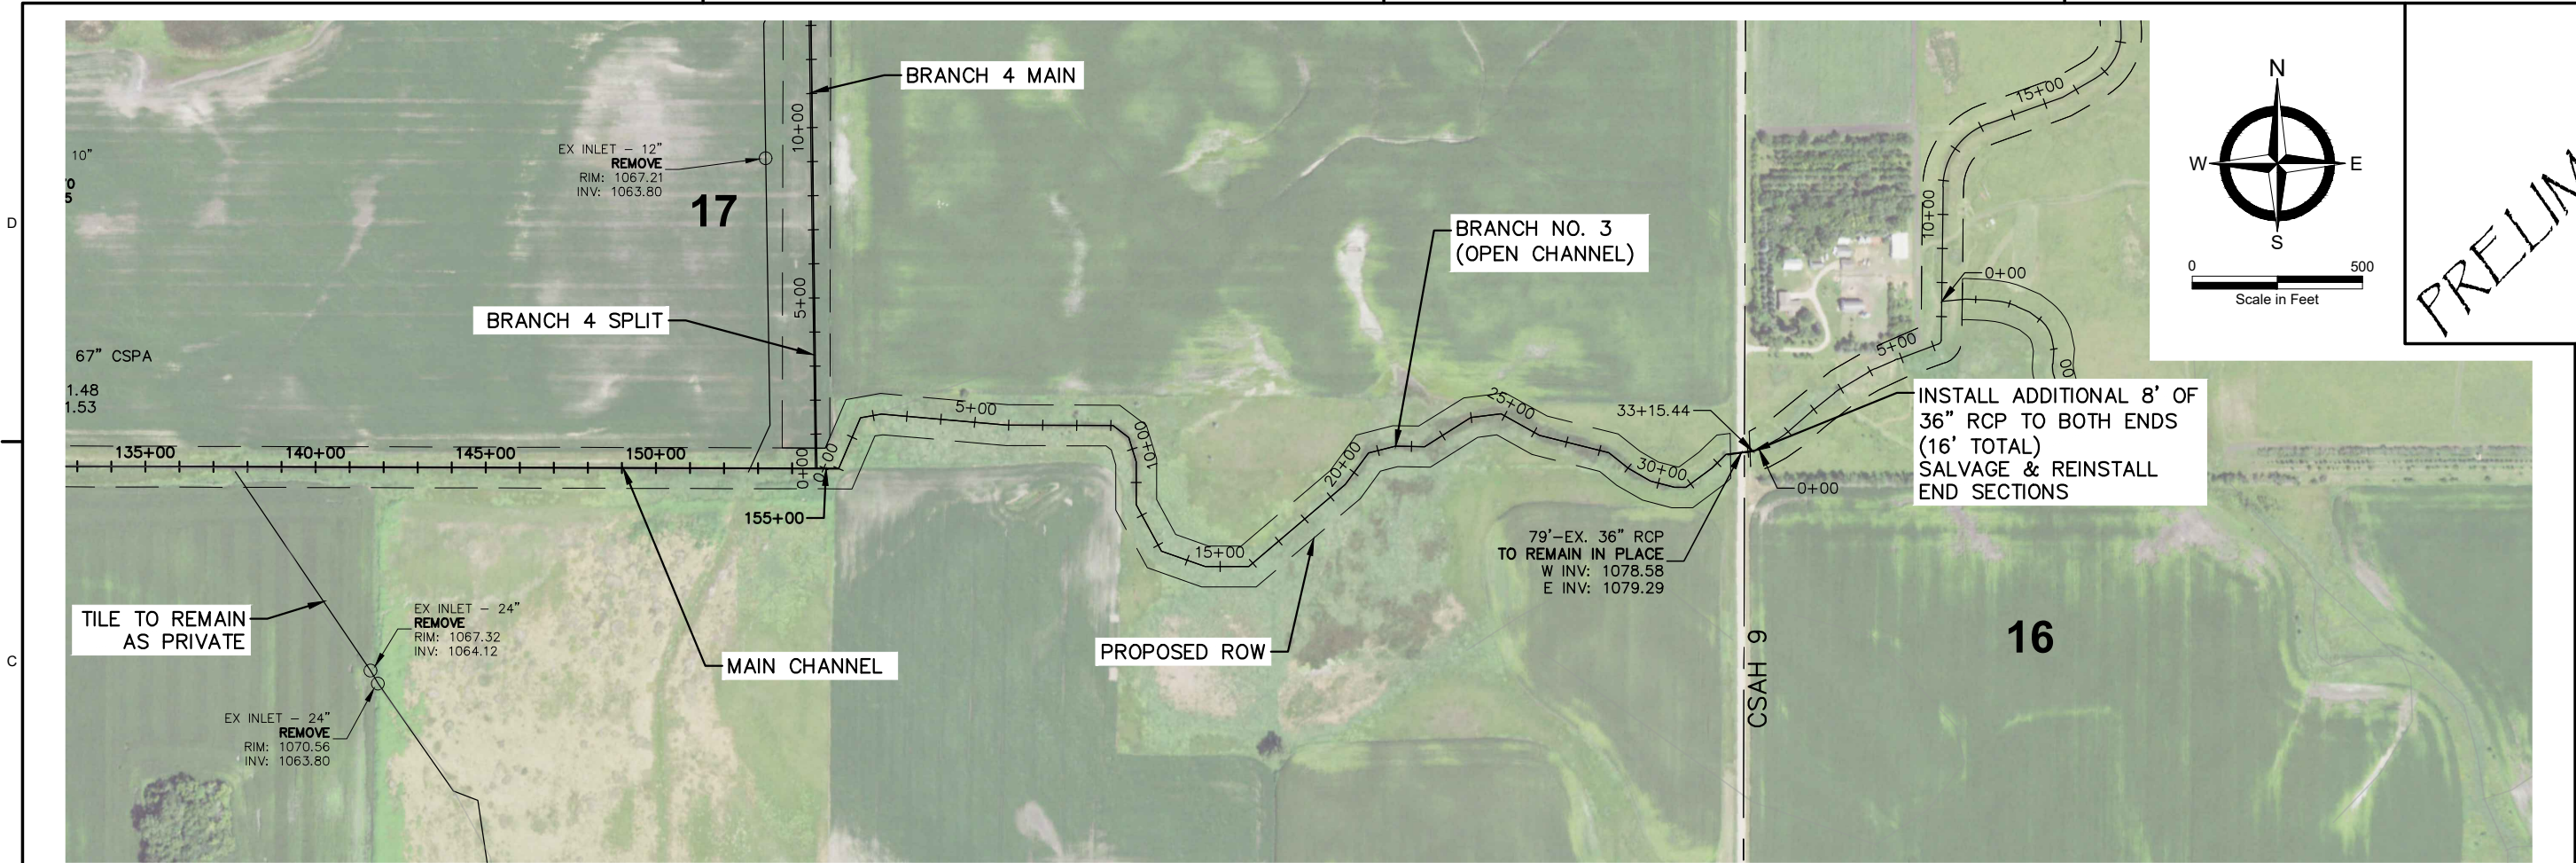 BRANCH 4 MAIN
N
W
E
S
0
500
Scale in Feet
15+00
10+00
EX INLET - 12"
REMOVE
RIM: 1067.21
INV: 1063.80
10"
17
D
10+00
BRANCH NO. 3
(OPEN CHANNEL)
0+00
5+00
BRANCH 4 SPLIT
5+00
67" CSPA
1.48
1.53
5+00
25+00
33+15.44
INSTALL ADDITIONAL 8' OF
36" RCP TO BOTH ENDS
(16' TOTAL)
SALVAGE & REINSTALL
END SECTIONS
135+00
140+00
145+00
150+00
0+00
0+00
10+00
20+00
30+00
0+00
155+00
15+00
79'-EX. 36" RCP
TO REMAIN IN PLACE
W INV: 1078.58
E INV: 1079.29
TILE TO REMAIN
AS PRIVATE
EX INLET - 24"
REMOVE
RIM: 1067.32
INV: 1064.12
MAIN CHANNEL
PROPOSED ROW
CSAH 9
16
C
EX INLET - 24"
REMOVE
RIM: 1070.56
INV: 1063.80